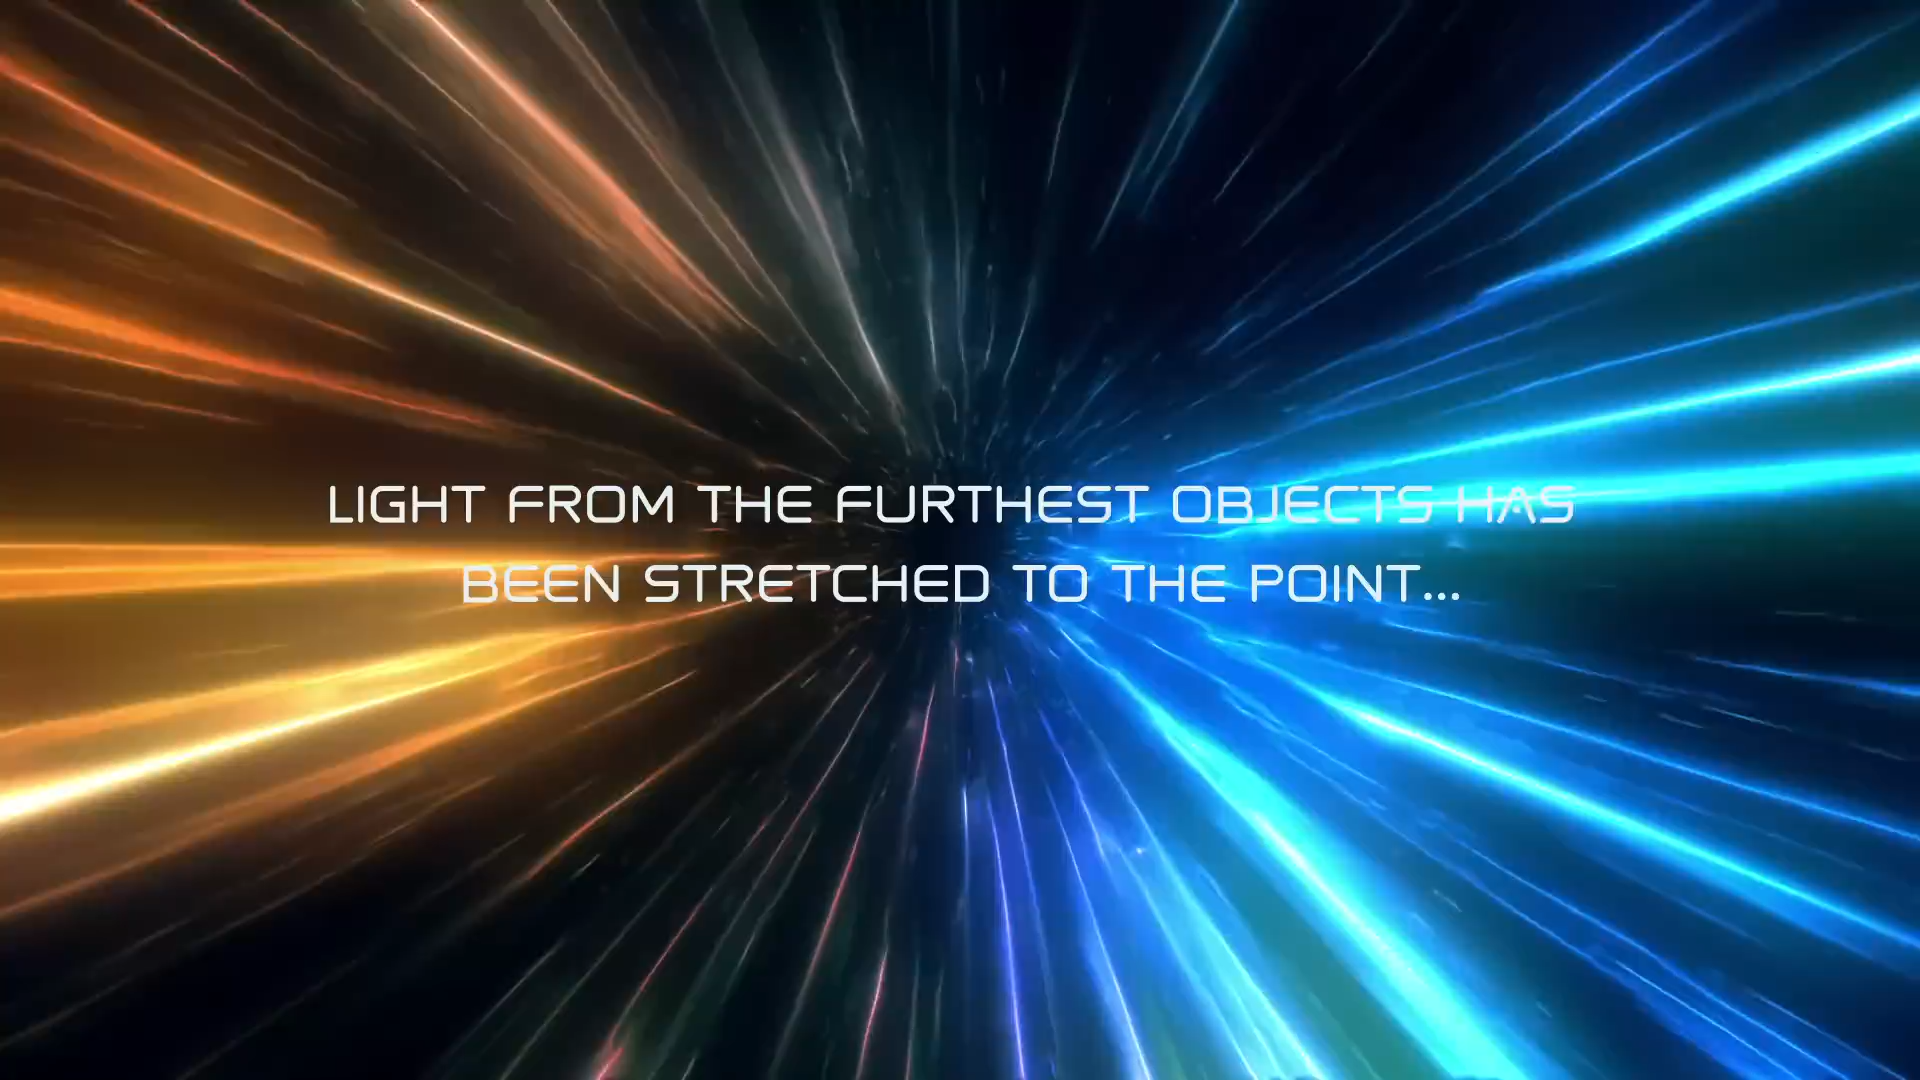 LIGHT FROM THE FURTHEST OBJECTS HAS
BEEN STRETCHED TO THE POINT...